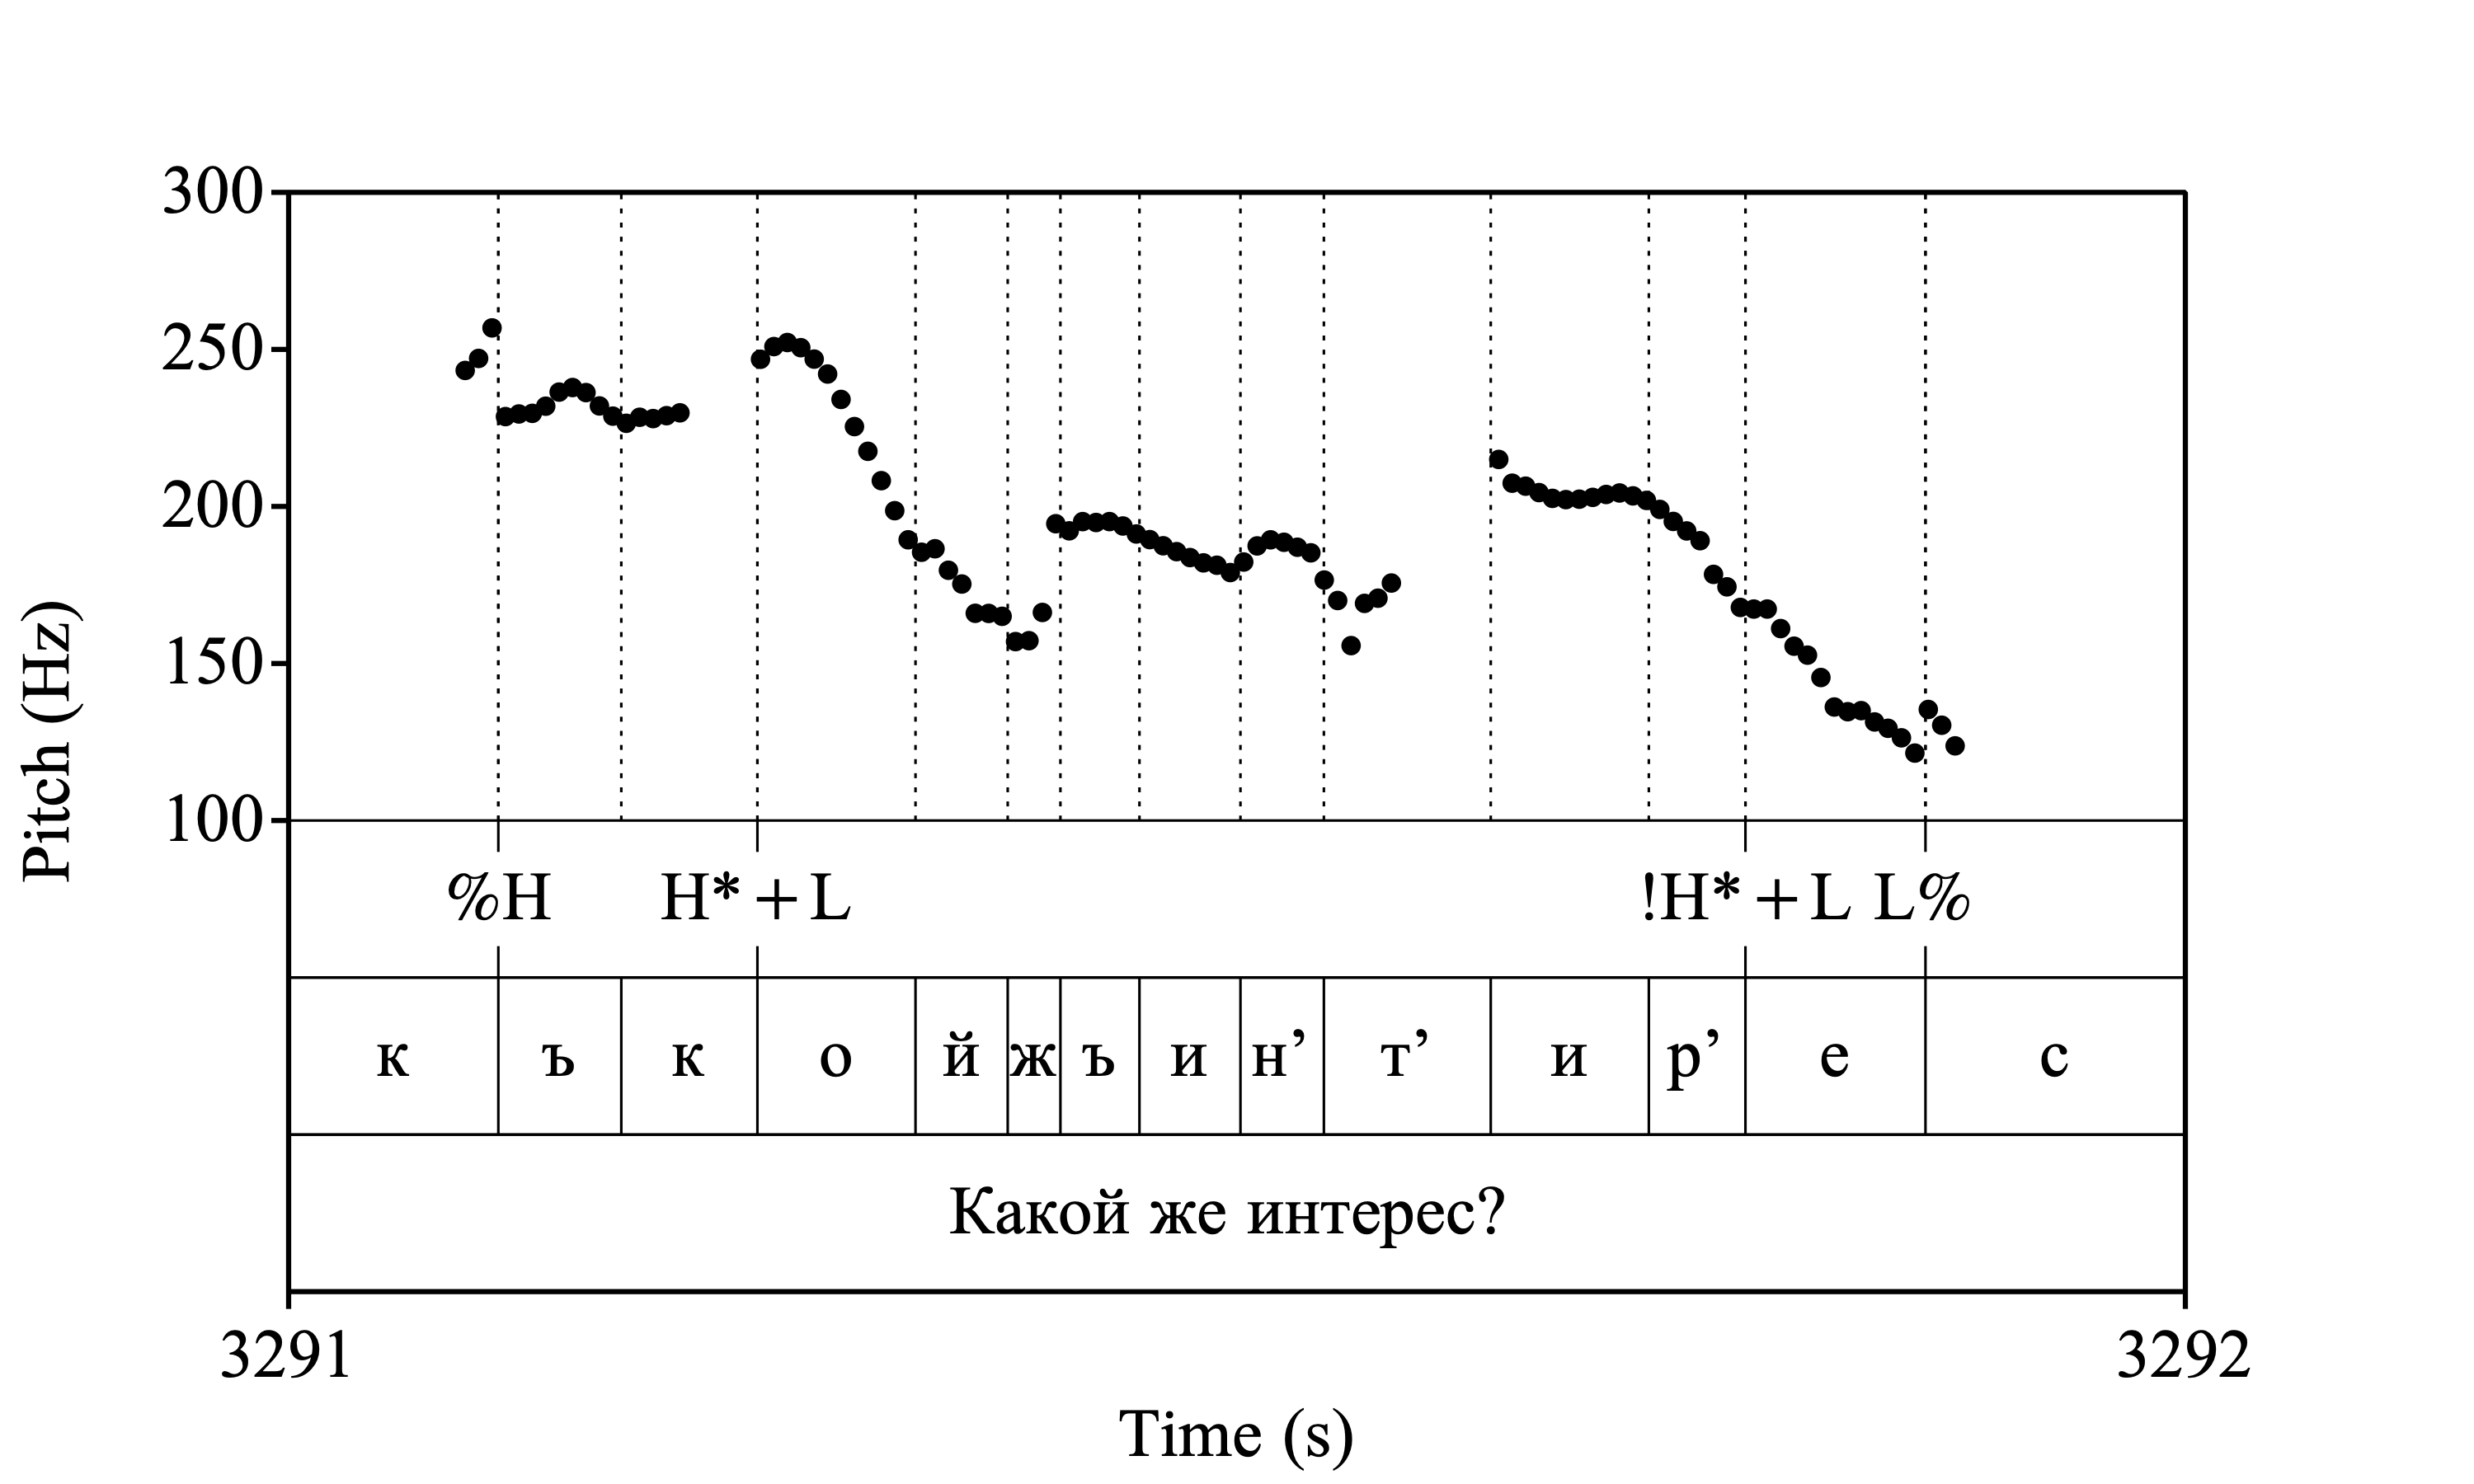 300
250
200
150
100
Pitch (Hz)
%H H*+L !H*+L L%
к ъ к о й ж ъ и н’ т’ и р’ е с
Какой же интерес?
3291 3292
Time (s)